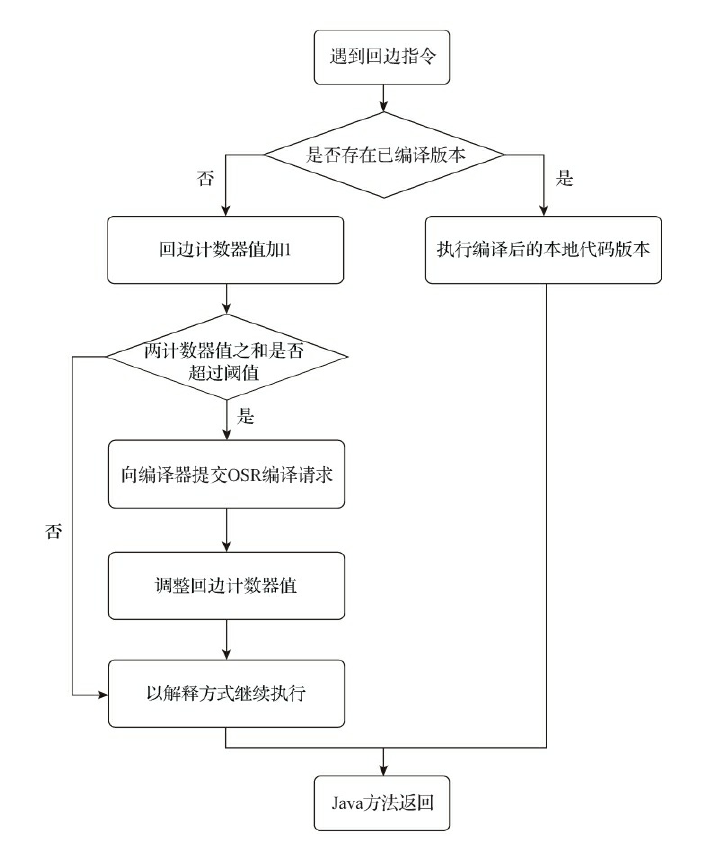 遇到回边指令
是否存在已编译版本
否
是
回边计数器值加1
执行编译后的本地代码版本
两计数器值之和是否
超过阈值
是
向编译器提交OSR编译请求
否
调整回边计数器值
以解释方式继续执行
Java方法返回